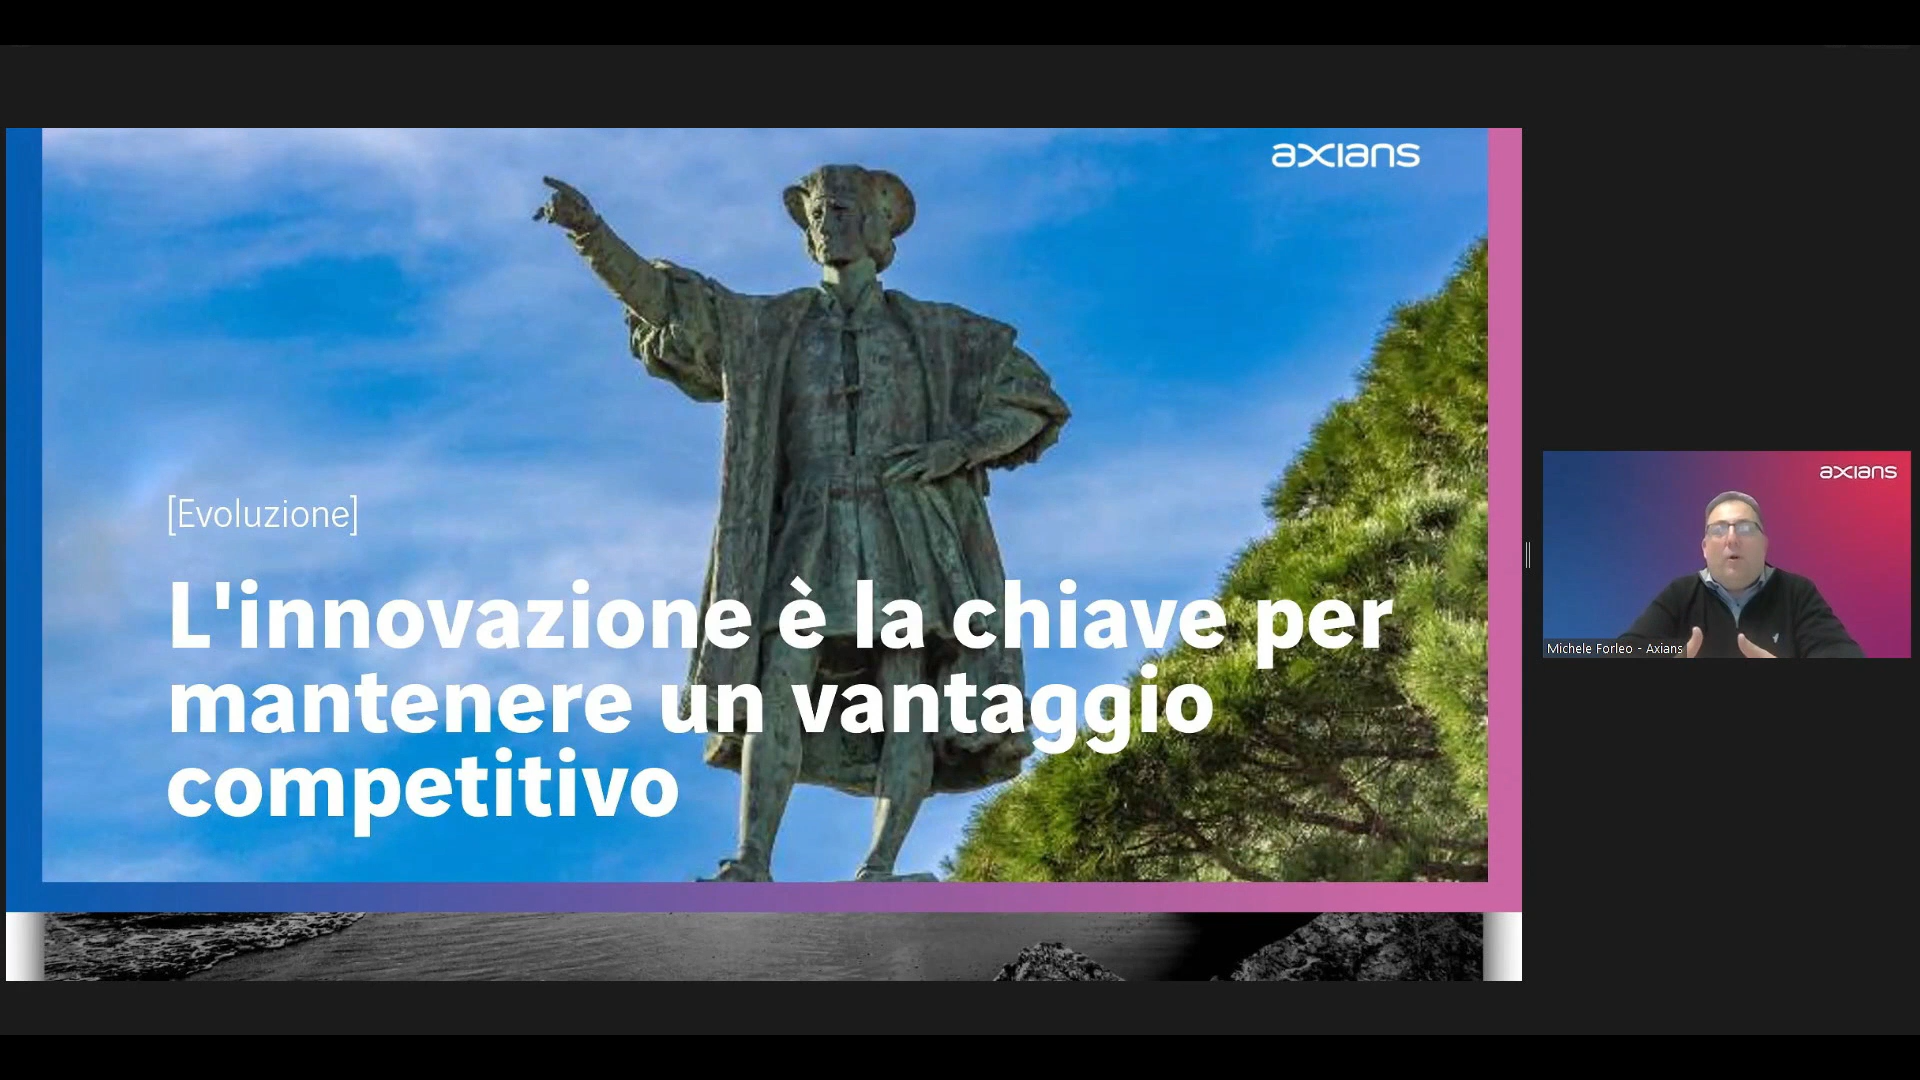 axians
[Evoluzione]
L'innovazione è la chiave per
mantenere un vantaggio
competitivo
axians
Michele Forleo - Axians